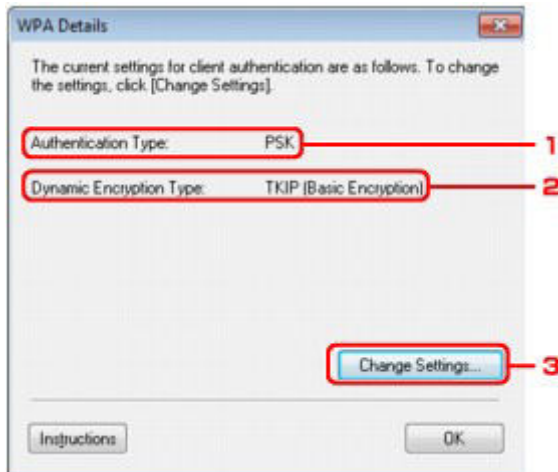 WPA Details
The current settings for client authentication are as follows. To change
the settings, click [Change Settings].
Authentication Type: PSK 1
Dynamic Encryption Type: TKIP (Basic Encryption) 2
Change Settings... 3
Instructions OK